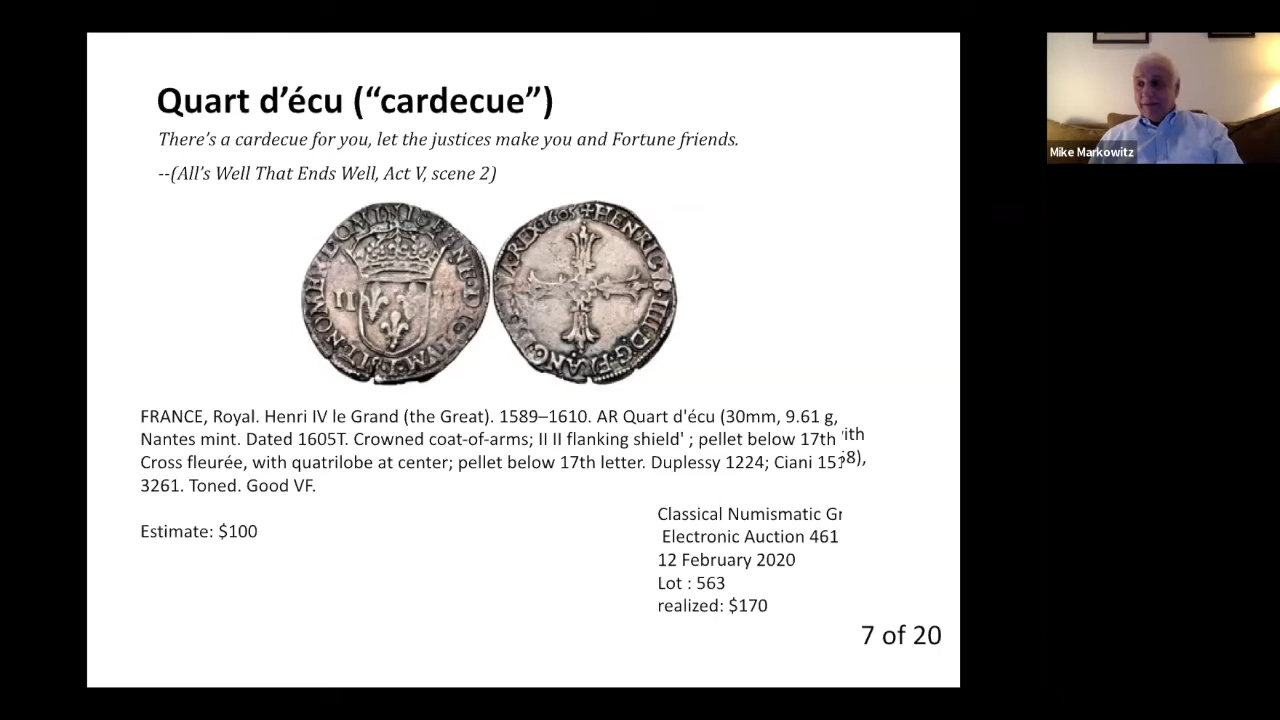 Quart d'écu (“cardecue”)
There's a cardecue for you, let the justices make you and Fortune friends.
--(All's Well That Ends Well, Act V, scene 2)
Mike Markowitz
II
FRANCE, Royal. Henri IV le Grand (the Great). 1589–1610. AR Quart d'écu (30mm, 9.61 g,
Nantes mint. Dated 1605T. Crowned coat-of-arms; II II flanking shield' ; pellet below 17th
Cross fleurée, with quatrilobe at center; pellet below 17th letter. Duplessy 1224; Ciani 15
3261. Toned. Good VF.
Estimate: $100
Classical Numismatic
Electronic Auction 461
12 February 2020
Lot : 563
realized: $170
7 of 20